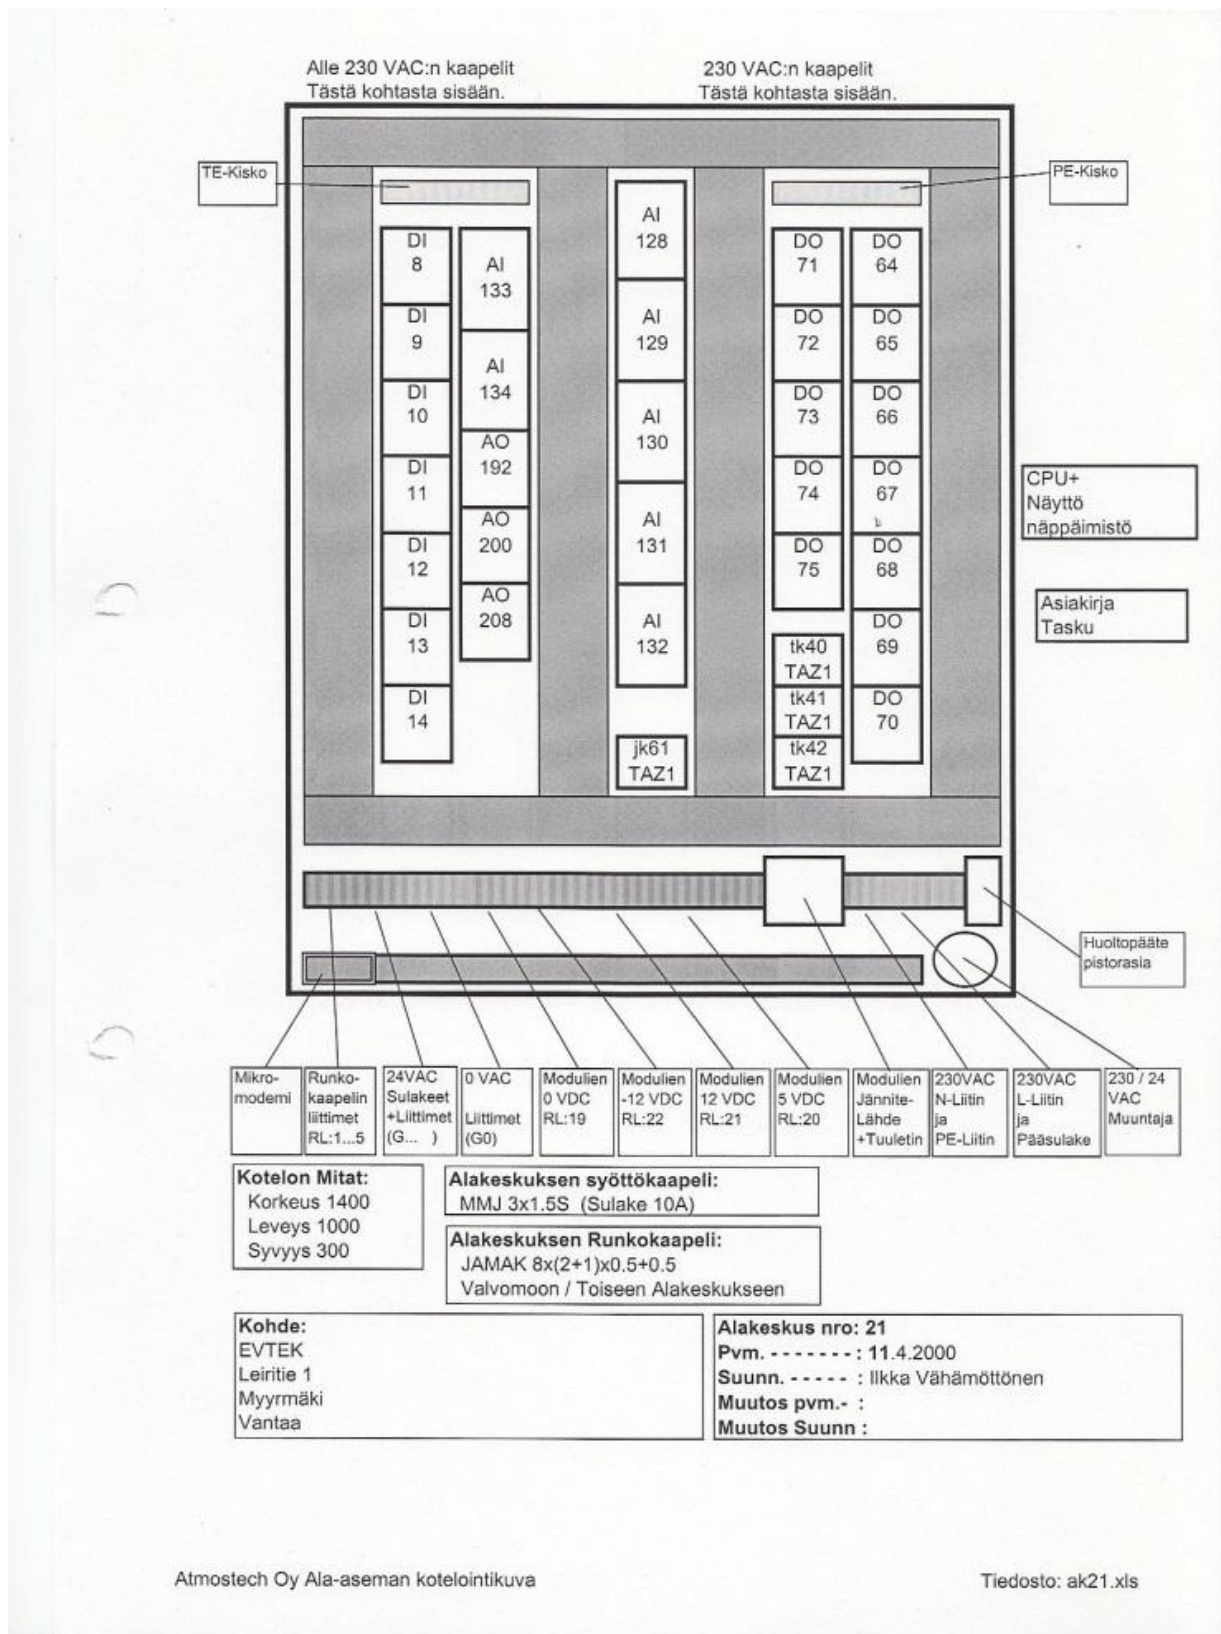 Alle 230 VAC:n kaapelit
Tästä kohtasta sisään.
230 VAC:n kaapelit
Tästä kohtasta sisään.
TE-Kisko
PE-Kisko
DI
8
DI
9
DI
10
DI
11
DI
12
DI
13
DI
14
AI
133
AI
134
AO
192
AO
200
AO
208
AI
128
AI
129
AI
130
AI
131
AI
132
jk61
TAZ1
DO
71
DO
72
DO
73
DO
74
DO
75
tk40
TAZ1
tk41
TAZ1
tk42
TAZ1
DO
64
DO
65
DO
66
DO
67
DO
68
DO
69
DO
70
CPU+
Näyttö
näppäimistö
Asiakirja
Tasku
Huoltopääte
pistorasia
Mikro-
modemi
Runko-
kaapelin
liittimet
RL:1...5
24VAC
Sulakeet
+Liittimet
(G... )
0 VAC
Liittimet
(G0)
Modulien
0 VDC
RL:19
Modulien
-12 VDC
RL:22
Modulien
12 VDC
RL:21
Modulien
5 VDC
RL:20
Modulien
Jännite-
Lähde
+Tuuletin
230VAC
N-Liitin
ja
PE-Liitin
230VAC
L-Liitin
ja
Pääsulake
230 / 24
VAC
Muuntaja
Kotelon Mitat:
Korkeus 1400
Leveys 1000
Syvyys 300
Alakeskuksen syöttökaapeli:
MMJ 3x1.5S (Sulake 10A)
Alakeskuksen Runkokaapeli:
JAMAK 8x(2+1)x0.5+0.5
Valvomoon / Toiseen Alakeskukseen
Kohde:
EVTEK
Leiritie 1
Myyrmäki
Vantaa
Alakeskus nro: 21
Pvm. - - - - - - - : 11.4.2000
Suunn. - - - - - : Ilkka Vähämöttönen
Muutos pvm.- :
Muutos Suunn :
Atmostech Oy Ala-aseman kotelointikuva
Tiedosto: ak21.xls